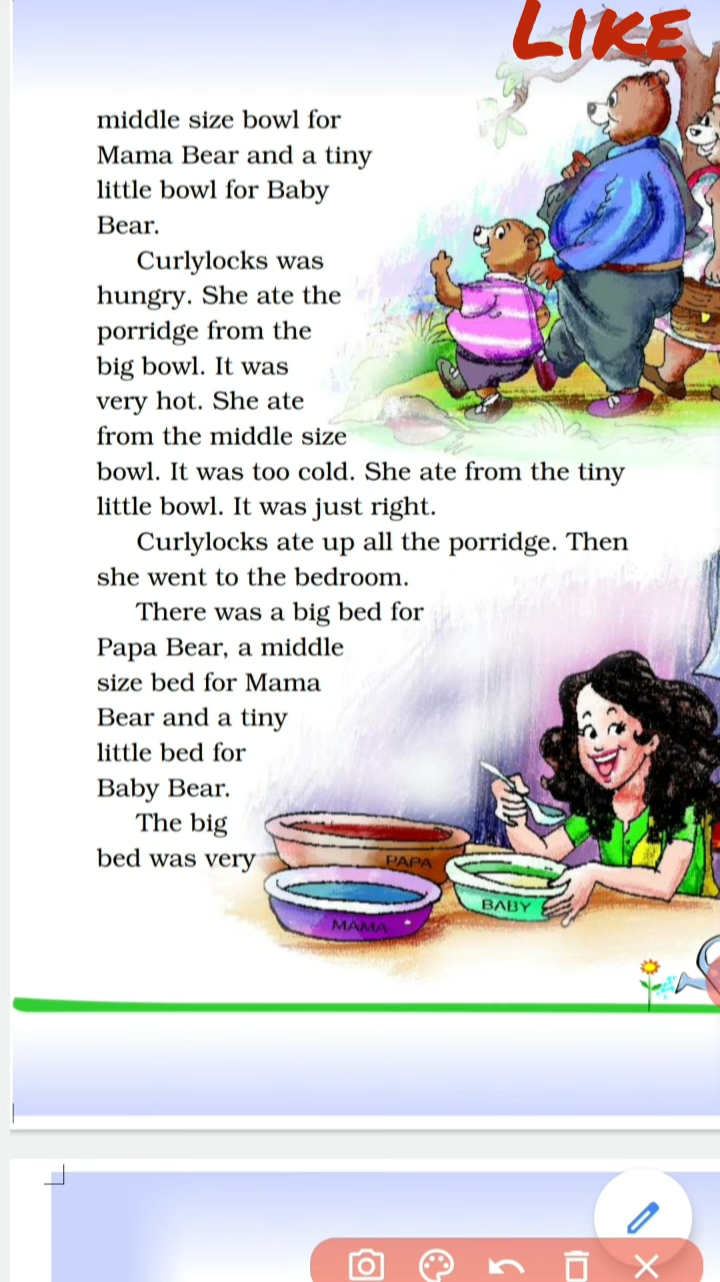 LIKE
middle size bowl for
Mama Bear and a tiny
little bowl for Baby
Bear.
Curlylocks was
hungry. She ate the
porridge from the
big bowl. It was
very hot. She ate
from the middle size
bowl. It was too cold. She ate from the tiny
little bowl. It was just right.
Curlylocks ate up all the porridge. Then
she went to the bedroom.
There was a big bed for
Papa Bear, a middle
size bed for Mama
Bear and a tiny
little bed for
Baby Bear.
The big
bed was very
PAPA
BABY
MAMA